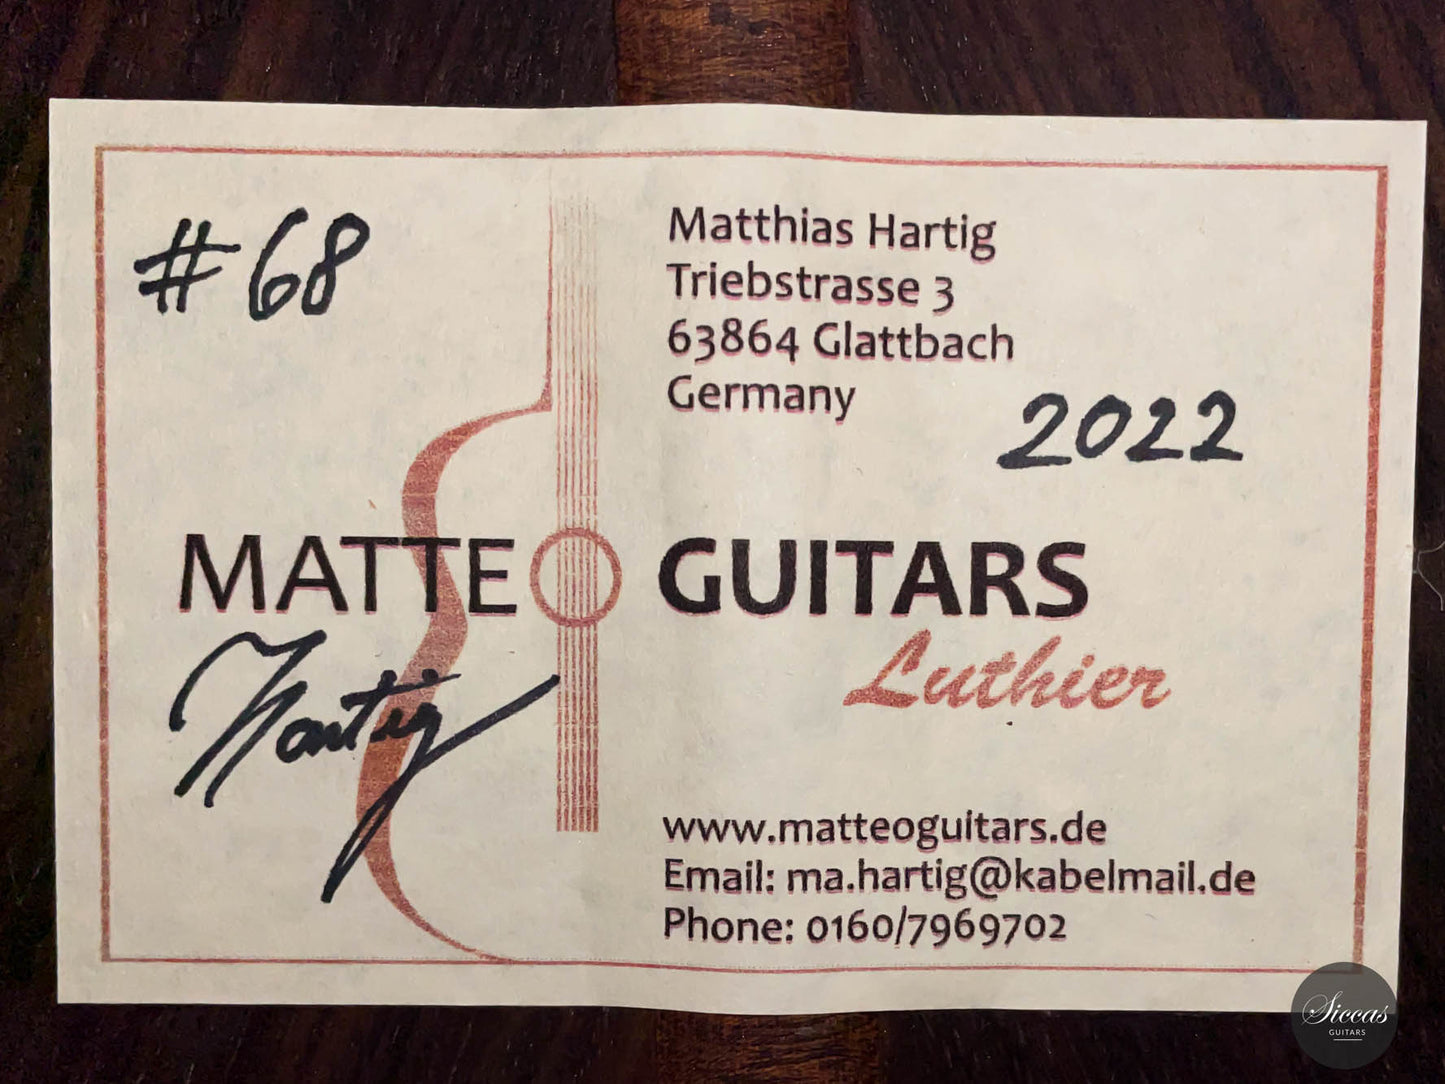 #68
Matthias Hartig
Triebstrasse 3
63864 Glattbach
Germany
2022
MATTEO GUITARS
Luthier
Hartig
www.matteoguitars.de
Email: ma.hartig@kabelmail.de
Phone: 0160/7969702
Siccas
GUITARS